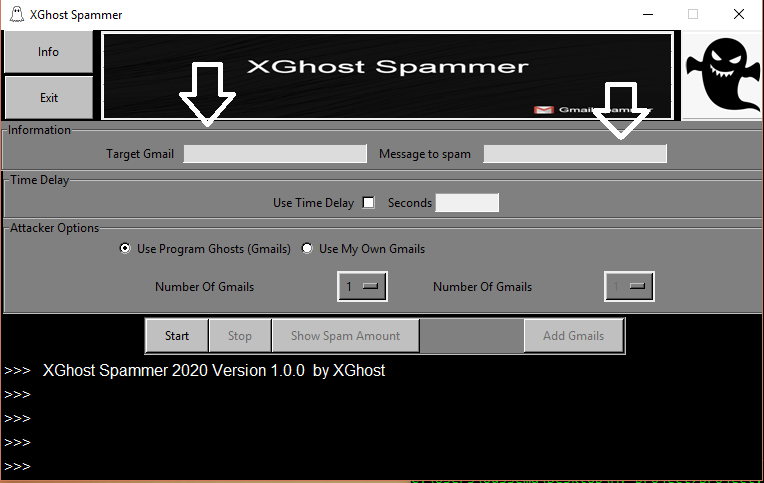 XGhost Spammer
Info
XGhost Spammer
Exit
Gmail Spammer
Information
Target Gmail Message to spam
Time Delay
Use Time Delay Seconds
Attacker Options
Use Program Ghosts (Gmails) Use My Own Gmails
Number Of Gmails 1 Number Of Gmails 1
Start Stop Show Spam Amount Add Gmails
>>> XGhost Spammer 2020 Version 1.0.0 by XGhost
>>>
>>>
>>>
>>>